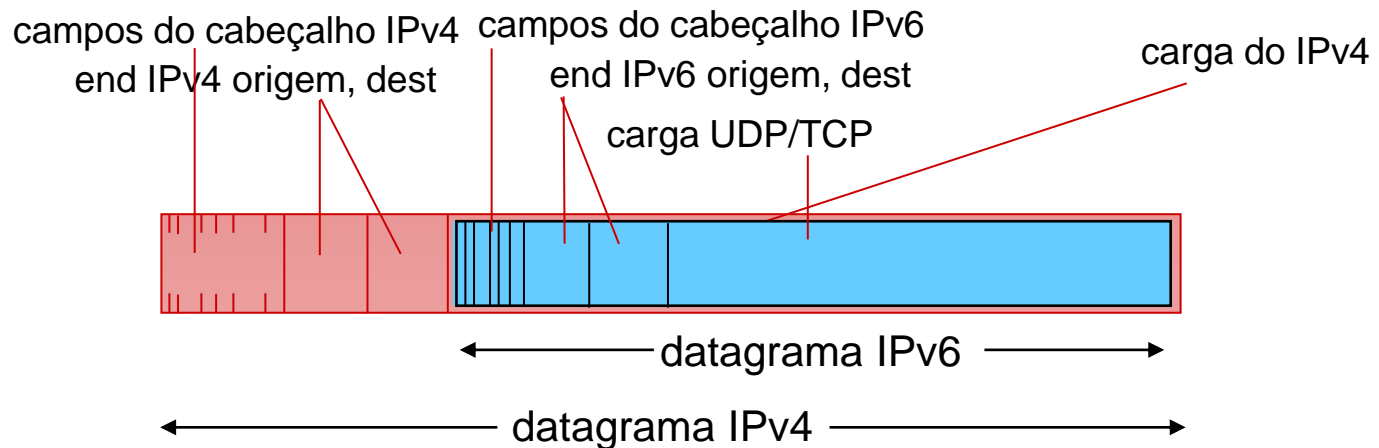 campos do cabeçalho IPv4
end IPv4 origem, dest
campos do cabeçalho IPv6
end IPv6 origem, dest
carga UDP/TCP
carga do IPv4
datagrama IPv6
datagrama IPv4